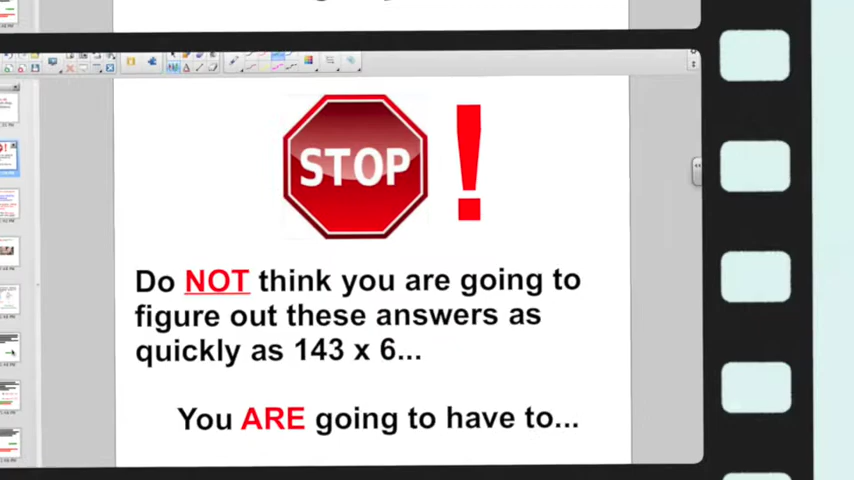 STOP !
Do NOT think you are going to
figure out these answers as
quickly as 143 x 6...
You ARE going to have to...